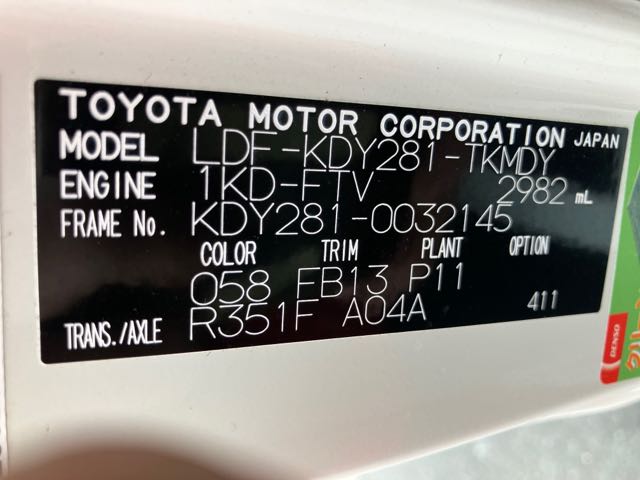 TOYOTA MOTOR CORPORATION JAPAN
MODEL LDF-KDY281-TKMDY
ENGINE 1KD-FTV 2982 mL
FRAME No. KDY281-0032145
COLOR TRIM PLANT OPTION
058 FB13 P11
TRANS./AXLE R351F A04A 411
DENSO